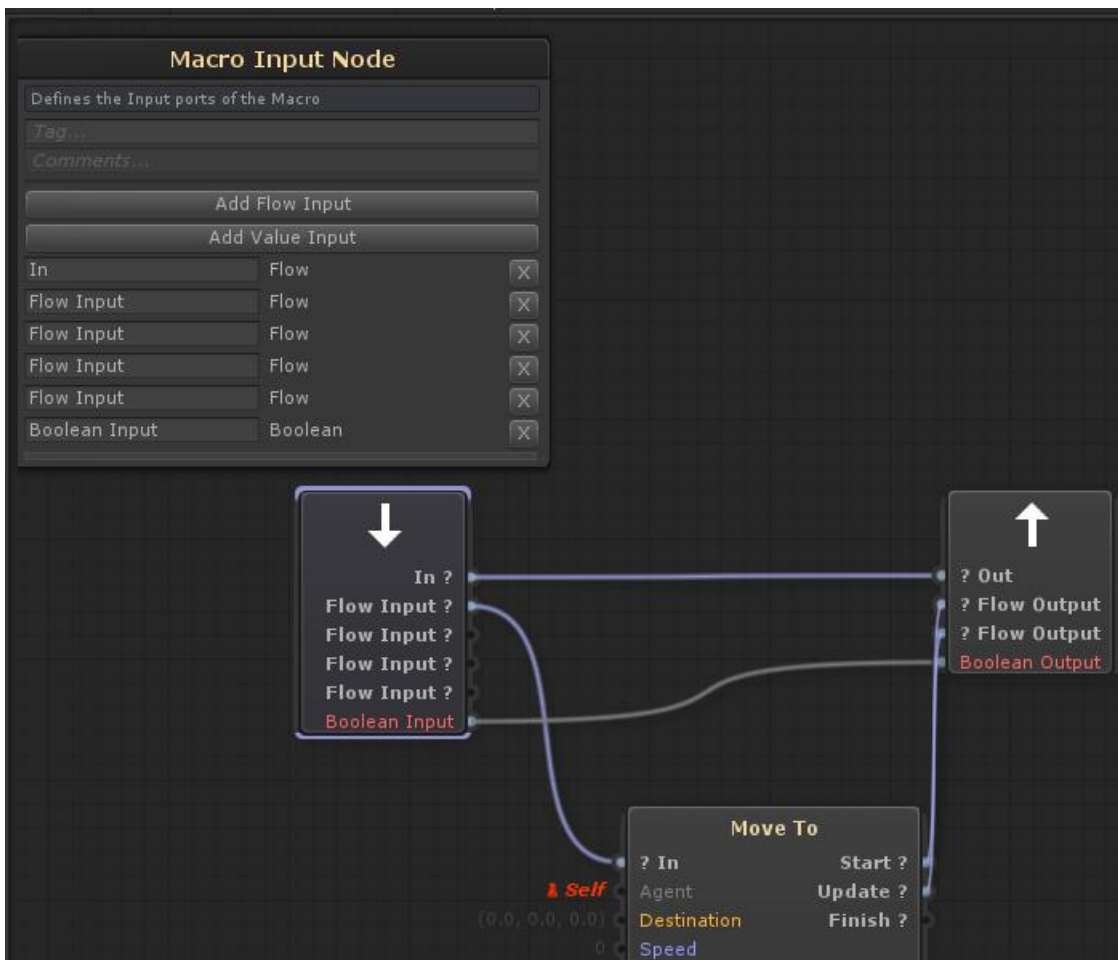 Macro Input Node
Defines the Input ports of the Macro
Tag...
Comments...
Add Flow Input
Add Value Input
In Flow X
Flow Input Flow X
Flow Input Flow X
Flow Input Flow X
Flow Input Flow X
Boolean Input Boolean X
In ?
Flow Input ?
Flow Input ?
Flow Input ?
Flow Input ?
Boolean Input
? Out
? Flow Output
? Flow Output
Boolean Output
Move To
? In Start ?
Self Agent Update ?
(0.0, 0.0, 0.0) Destination Finish ?
0 Speed